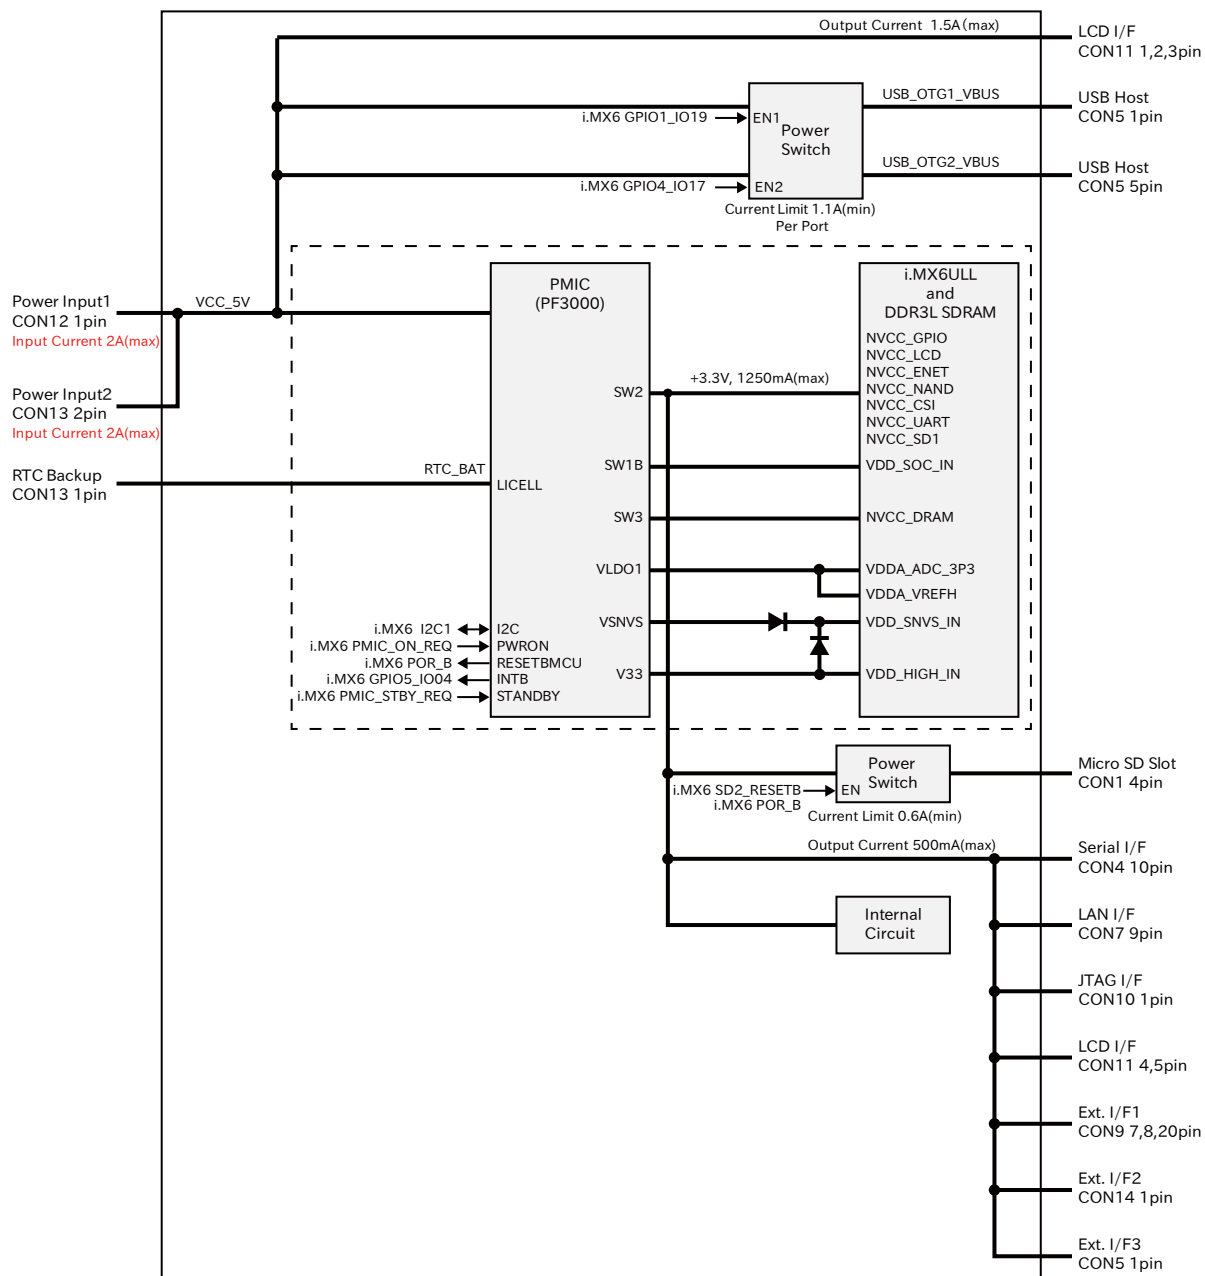 Output Current 1.5A(max)
LCD I/F
CON11 1,2,3pin
USB_OTG1_VBUS
USB Host
CON5 1pin
i.MX6 GPIO1_IO19
EN1
Power
Switch
USB_OTG2_VBUS
USB Host
CON5 5pin
i.MX6 GPIO4_IO17
EN2
Current Limit 1.1A(min)
Per Port
Power Input1
CON12 1pin
Input Current 2A(max)
VCC_5V
Power Input2
CON13 2pin
Input Current 2A(max)
RTC Backup
CON13 1pin
RTC_BAT
PMIC
(PF3000)
SW2
SW1B
LICELL
SW3
VLDO1
VSNVS
V33
i.MX6 I2C1
I2C
i.MX6 PMIC_ON_REQ
PWRON
i.MX6 POR_B
RESETBMCU
i.MX6 GPIO5_IO04
INTB
i.MX6 PMIC_STBY_REQ
STANDBY
+3.3V, 1250mA(max)
i.MX6ULL
and
DDR3L SDRAM
NVCC_GPIO
NVCC_LCD
NVCC_ENET
NVCC_NAND
NVCC_CSI
NVCC_UART
NVCC_SD1
VDD_SOC_IN
NVCC_DRAM
VDDA_ADC_3P3
VDDA_VREFH
VDD_SNVS_IN
VDD_HIGH_IN
Power
Switch
i.MX6 SD2_RESETB
EN
i.MX6 POR_B
Current Limit 0.6A(min)
Micro SD Slot
CON1 4pin
Output Current 500mA(max)
Serial I/F
CON4 10pin
Internal
Circuit
LAN I/F
CON7 9pin
JTAG I/F
CON10 1pin
LCD I/F
CON11 4,5pin
Ext. I/F1
CON9 7,8,20pin
Ext. I/F2
CON14 1pin
Ext. I/F3
CON5 1pin